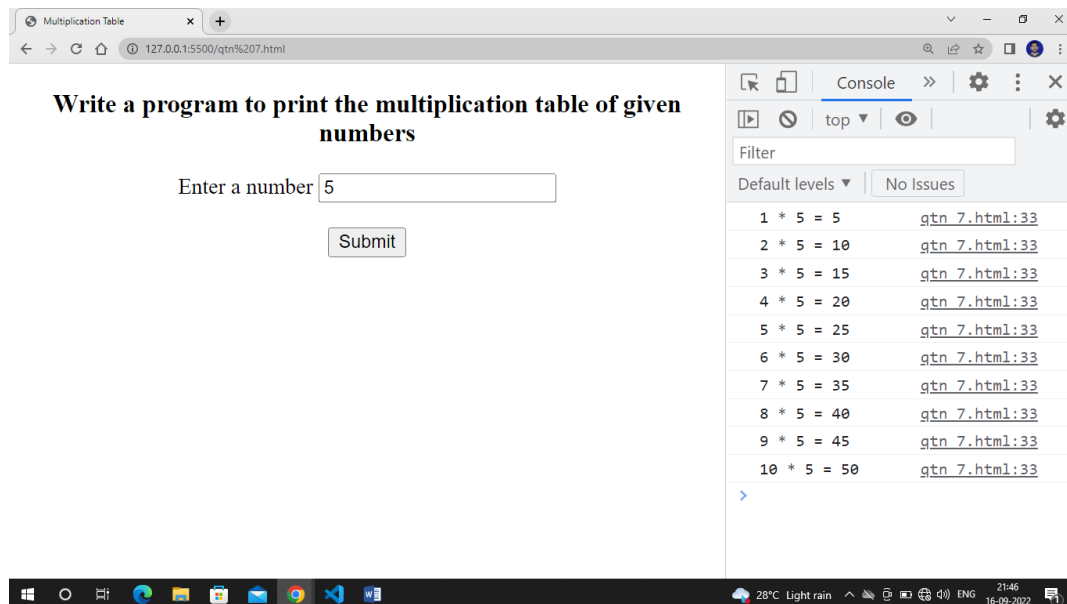 Multiplication Table
127.0.0.1:5500/qtn%207.html
Write a program to print the multiplication table of given
numbers
Enter a number 5
Submit
Console
top
Filter
Default levels
No Issues
1 * 5 = 5 qtn 7.html:33
2 * 5 = 10 qtn 7.html:33
3 * 5 = 15 qtn 7.html:33
4 * 5 = 20 qtn 7.html:33
5 * 5 = 25 qtn 7.html:33
6 * 5 = 30 qtn 7.html:33
7 * 5 = 35 qtn 7.html:33
8 * 5 = 40 qtn 7.html:33
9 * 5 = 45 qtn 7.html:33
10 * 5 = 50 qtn 7.html:33
28°C Light rain ENG 21:46
16-09-2022